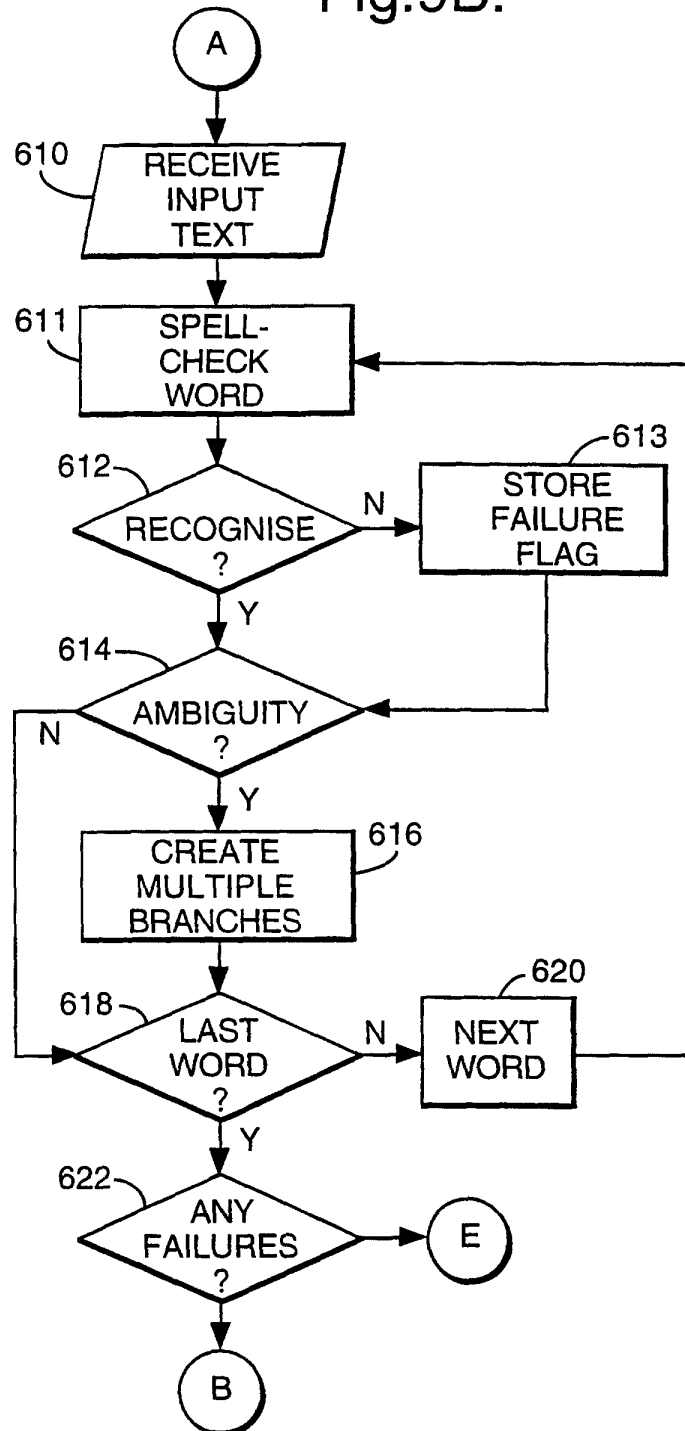 Fig.9B.
A
610
RECEIVE
INPUT
TEXT
611
SPELL-
CHECK
WORD
612
RECOGNISE
?
N
613
STORE
FAILURE
FLAG
Y
614
AMBIGUITY
?
N
Y
616
CREATE
MULTIPLE
BRANCHES
618
LAST
WORD
?
N
620
NEXT
WORD
Y
622
ANY
FAILURES
?
E
B